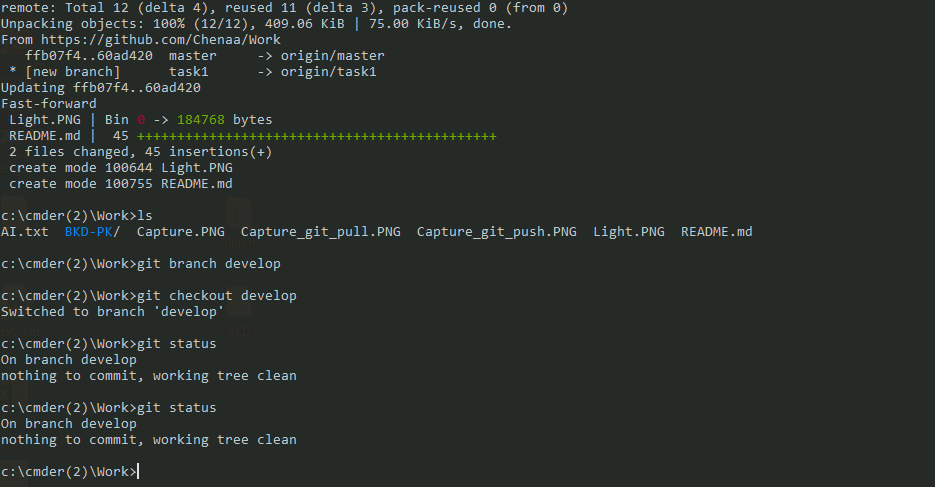 remote: Total 12 (delta 4), reused 11 (delta 3), pack-reused 0 (from 0)
Unpacking objects: 100% (12/12), 409.06 KiB | 75.00 KiB/s, done.
From https://github.com/Chenaa/Work
   ffb07f4..60ad420  master     -> origin/master
 * [new branch]      task1      -> origin/task1
Updating ffb07f4..60ad420
Fast-forward
 Light.PNG | Bin 0 -> 184768 bytes
 README.md |  45 +++++++++++++++++++++++++++++++++++++++++++++
 2 files changed, 45 insertions(+)
 create mode 100644 Light.PNG
 create mode 100755 README.md
c:\cmder(2)\Work>ls
AI.txt  BKD-PK/  Capture.PNG  Capture_git_pull.PNG  Capture_git_push.PNG  Light.PNG  README.md
c:\cmder(2)\Work>git branch develop
c:\cmder(2)\Work>git checkout develop
Switched to branch 'develop'
c:\cmder(2)\Work>git status
On branch develop
nothing to commit, working tree clean
c:\cmder(2)\Work>git status
On branch develop
nothing to commit, working tree clean
c:\cmder(2)\Work>